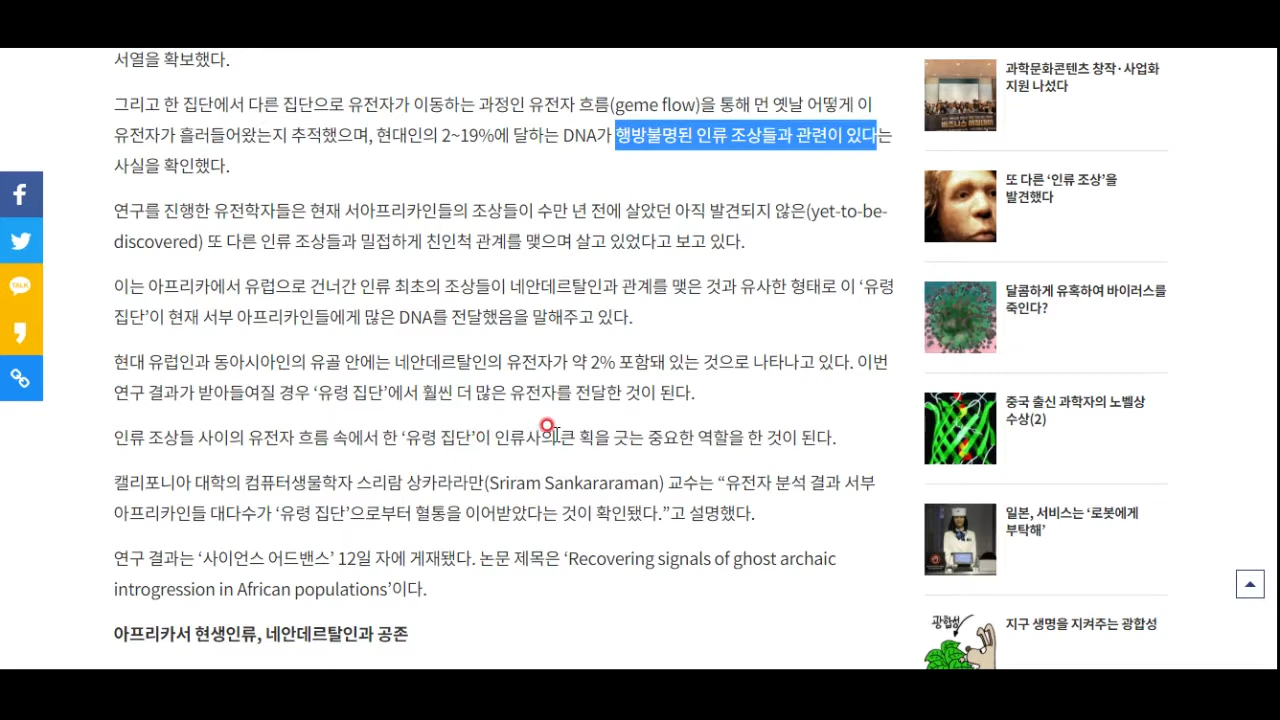 서열을 확보했다.
그리고 한 집단에서 다른 집단으로 유전자가 이동하는 과정인 유전자 흐름(geme flow)을 통해 먼 옛날 어떻게 이
유전자가 흘러들어왔는지 추적했으며, 현대인의 2~19%에 달하는 DNA가 행방불명된 인류 조상들과 관련이 있다는
사실을 확인했다.
연구를 진행한 유전학자들은 현재 서아프리카인들의 조상들이 수만 년 전에 살았던 아직 발견되지 않은(yet-to-be-
discovered) 또 다른 인류 조상들과 밀접하게 친인척 관계를 맺으며 살고 있었다고 보고 있다.
이는 아프리카에서 유럽으로 건너간 인류 최초의 조상들이 네안데르탈인과 관계를 맺은 것과 유사한 형태로 이 ‘유령
집단’이 현재 서부 아프리카인들에게 많은 DNA를 전달했음을 말해주고 있다.
현대 유럽인과 동아시아인의 유골 안에는 네안데르탈인의 유전자가 약 2% 포함돼 있는 것으로 나타나고 있다. 이번
연구 결과가 받아들여질 경우 ‘유령 집단’에서 훨씬 더 많은 유전자를 전달한 것이 된다.
인류 조상들 사이의 유전자 흐름 속에서 한 ‘유령 집단’이 인류사의 큰 획을 긋는 중요한 역할을 한 것이 된다.
캘리포니아 대학의 컴퓨터생물학자 스리람 상카라라만(Sriram Sankararaman) 교수는 “유전자 분석 결과 서부
아프리카인들 대다수가 ‘유령 집단’으로부터 혈통을 이어받았다는 것이 확인됐다.”고 설명했다.
연구 결과는 ‘사이언스 어드밴스’ 12일 자에 게재됐다. 논문 제목은 ‘Recovering signals of ghost archaic
introgression in African populations’이다.
아프리카서 현생인류, 네안데르탈인과 공존
TALK
과학문화콘텐츠 창작·사업화
지원 나섰다
또 다른 ‘인류 조상’을
발견했다
달콤하게 유혹하여 바이러스를
죽인다?
중국 출신 과학자의 노벨상
수상(2)
일본, 서비스는 ‘로봇에게
부탁해’
광합성
지구 생명을 지켜주는 광합성